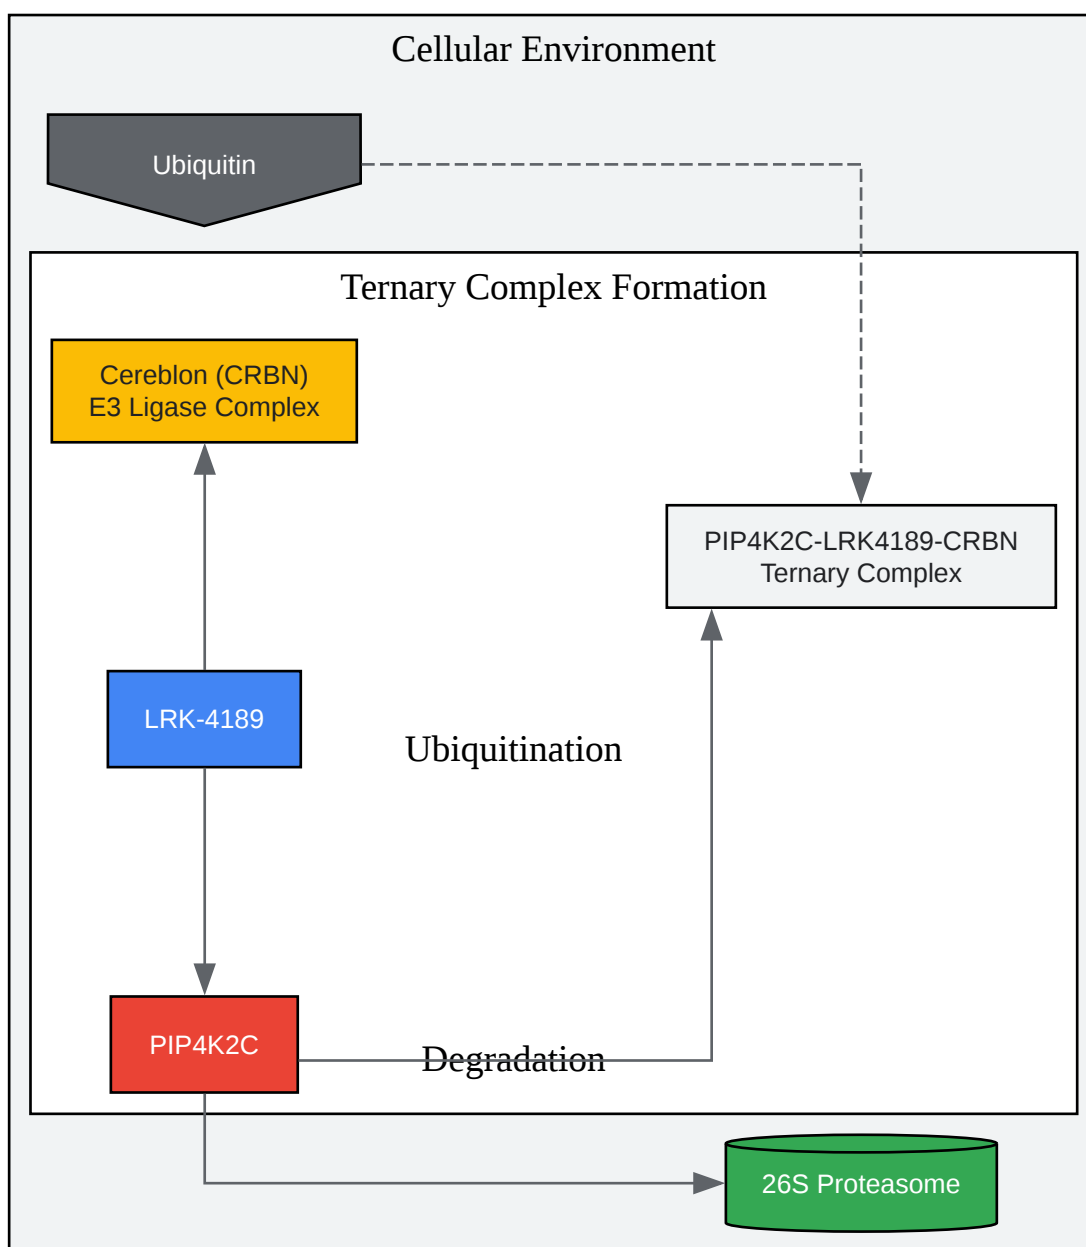 Cellular Environment
Ubiquitin
Ternary Complex Formation
Cereblon (CRBN)
E3 Ligase Complex
PIP4K2C-LRK4189-CRBN
Ternary Complex
LRK-4189
Ubiquitination
PIP4K2C
Degradation
26S Proteasome